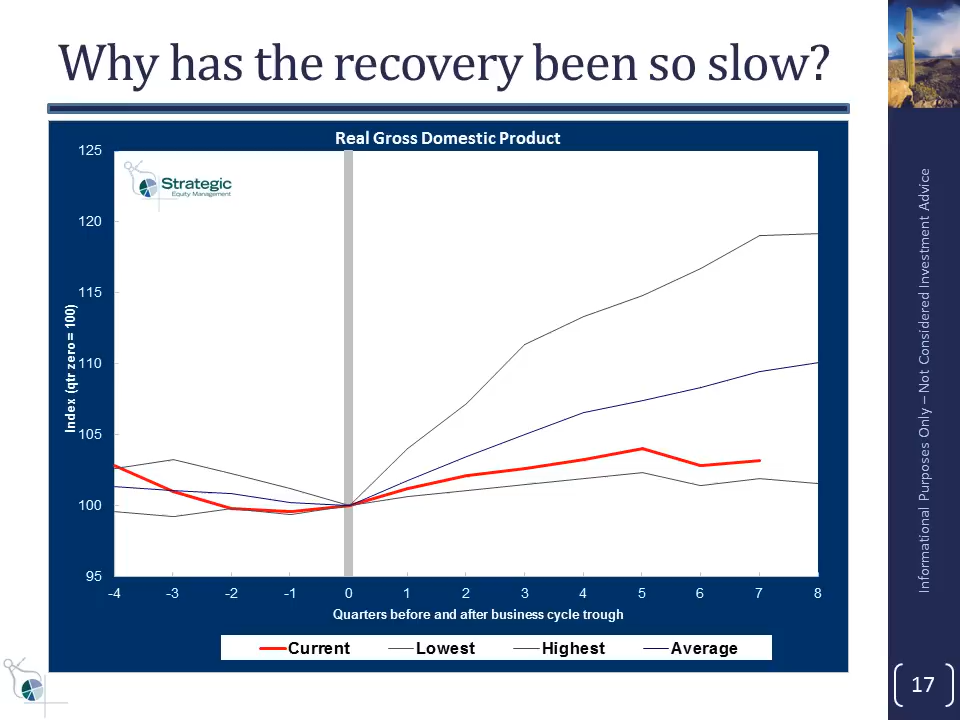 Why has the recovery been so slow?
Real Gross Domestic Product
Strategic
Equity Management
125
120
115
110
105
100
95
Index (qtr zero = 100)
-4 -3 -2 -1 0 1 2 3 4 5 6 7 8
Quarters before and after business cycle trough
Current Lowest Highest Average
Informational Purposes Only – Not Considered Investment Advice
17